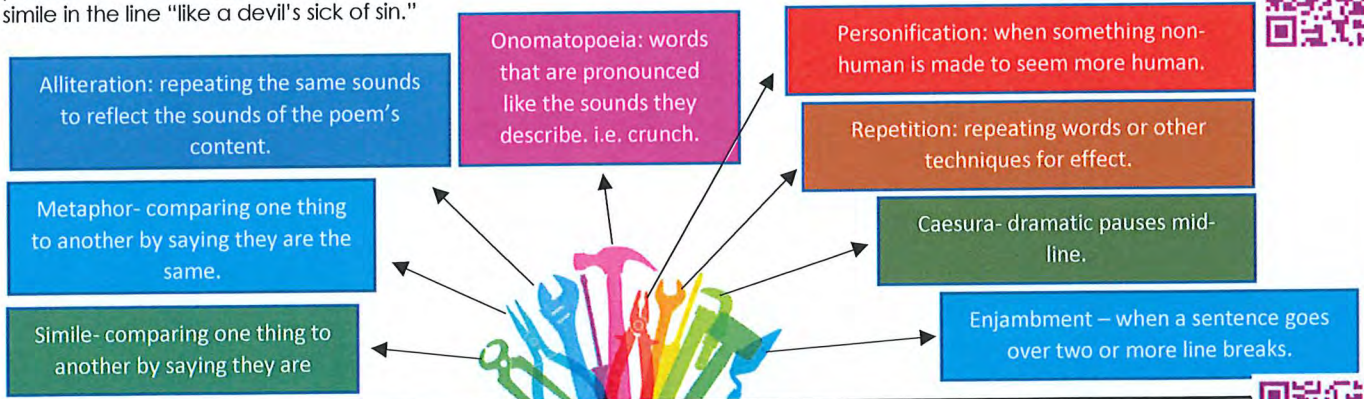 simile in the line “like a devil's sick of sin.”
Alliteration: repeating the same sounds
to reflect the sounds of the poem's
content.
Onomatopoeia: words
that are pronounced
like the sounds they
describe. i.e. crunch.
Personification: when something non-
human is made to seem more human.
Repetition: repeating words or other
techniques for effect.
Metaphor- comparing one thing
to another by saying they are the
same.
Caesura- dramatic pauses mid-
line.
Simile- comparing one thing to
another by saying they are
Enjambment – when a sentence goes
over two or more line breaks.